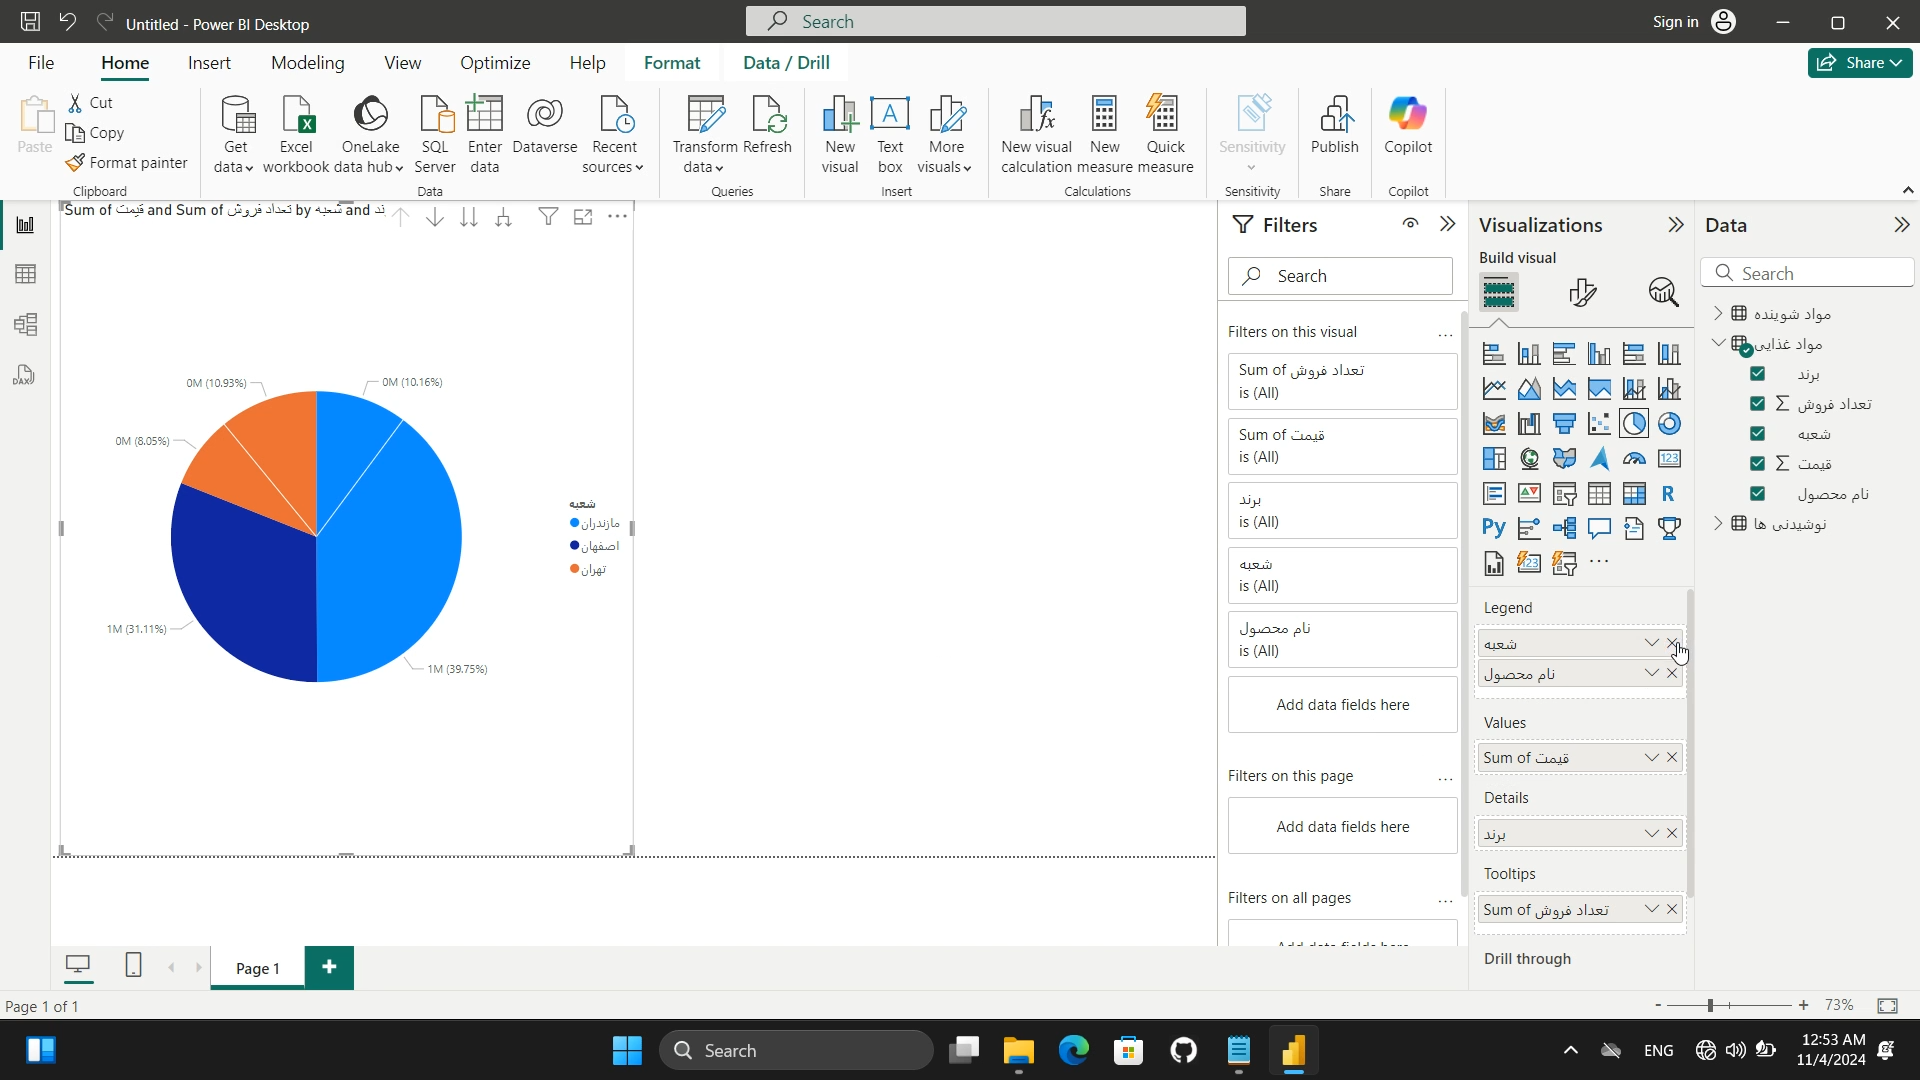 Untitled - Power BI Desktop
Search
Sign in
File
Home
Insert
Modeling
View
Optimize
Help
Format
Data / Drill
Share
Paste
Cut
Copy
Format painter
Clipboard
Get data
Excel workbook
OneLake data hub
SQL Server
Enter data
Dataverse
Recent sources
Data
Transform data
Refresh
Queries
New visual
Text box
More visuals
Insert
New visual calculation
New measure
Quick measure
Calculations
Sensitivity
Sensitivity
Publish
Share
Copilot
Copilot
DAX
Sum of قیمت and Sum of تعداد فروش by شعبه and
0M (10.93%)
0M (10.16%)
0M (8.05%)
1M (31.11%)
1M (39.75%)
شعبه
مازندران
اصفهان
تهران
Filters
Search
Filters on this visual
Sum of تعداد فروش
is (All)
Sum of قیمت
is (All)
برند
is (All)
شعبه
is (All)
نام محصول
is (All)
Add data fields here
Filters on this page
...
Add data fields here
Filters on all pages
...
Visualizations
Build visual
123
R
Py
123
...
Legend
شعبه
نام محصول
Values
Sum of قیمت
Details
برند
Tooltips
Sum of تعداد فروش
Drill through
Data
Search
مواد شوینده
مواد غذایی
برند
تعداد فروش
شعبه
قیمت
نام محصول
نوشیدنی ها
Page 1
Page 1 of 1
- + 73%
Search
ENG
12:53 AM
11/4/2024